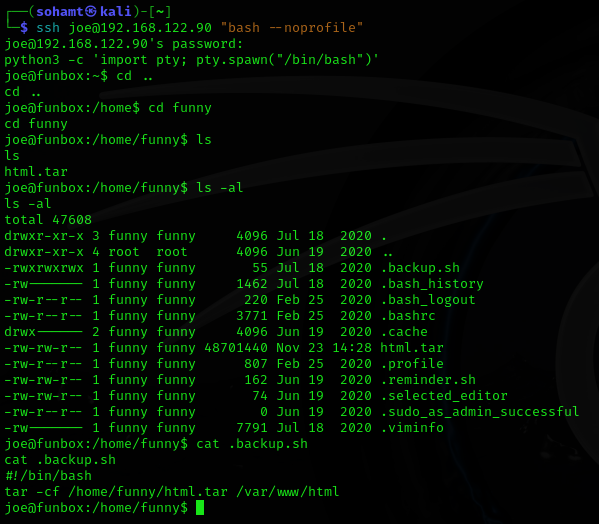 ┌──(sohamt㉿kali)-[~]
└─$ ssh joe@192.168.122.90 "bash --noprofile"
joe@192.168.122.90's password:
python3 -c 'import pty; pty.spawn("/bin/bash")'
joe@funbox:~$ cd ..
cd ..
joe@funbox:/home$ cd funny
cd funny
joe@funbox:/home/funny$ ls
ls
html.tar
joe@funbox:/home/funny$ ls -al
ls -al
total 47608
drwxr-xr-x 3 funny funny     4096 Jul 18  2020 .
drwxr-xr-x 4 root  root      4096 Jun 19  2020 ..
-rwxrwxrwx 1 funny funny       55 Jul 18  2020 .backup.sh
-rw------- 1 funny funny     1462 Jul 18  2020 .bash_history
-rw-r--r-- 1 funny funny      220 Feb 25  2020 .bash_logout
-rw-r--r-- 1 funny funny     3771 Feb 25  2020 .bashrc
drwx------ 2 funny funny     4096 Jun 19  2020 .cache
-rw-rw-r-- 1 funny funny 48701440 Nov 23 14:28 html.tar
-rw-r--r-- 1 funny funny      807 Feb 25  2020 .profile
-rw-rw-r-- 1 funny funny      162 Jun 19  2020 .reminder.sh
-rw-rw-r-- 1 funny funny       74 Jun 19  2020 .selected_editor
-rw-r--r-- 1 funny funny        0 Jun 19  2020 .sudo_as_admin_successful
-rw------- 1 funny funny     7791 Jul 18  2020 .viminfo
joe@funbox:/home/funny$ cat .backup.sh
cat .backup.sh
#!/bin/bash
tar -cf /home/funny/html.tar /var/www/html
joe@funbox:/home/funny$